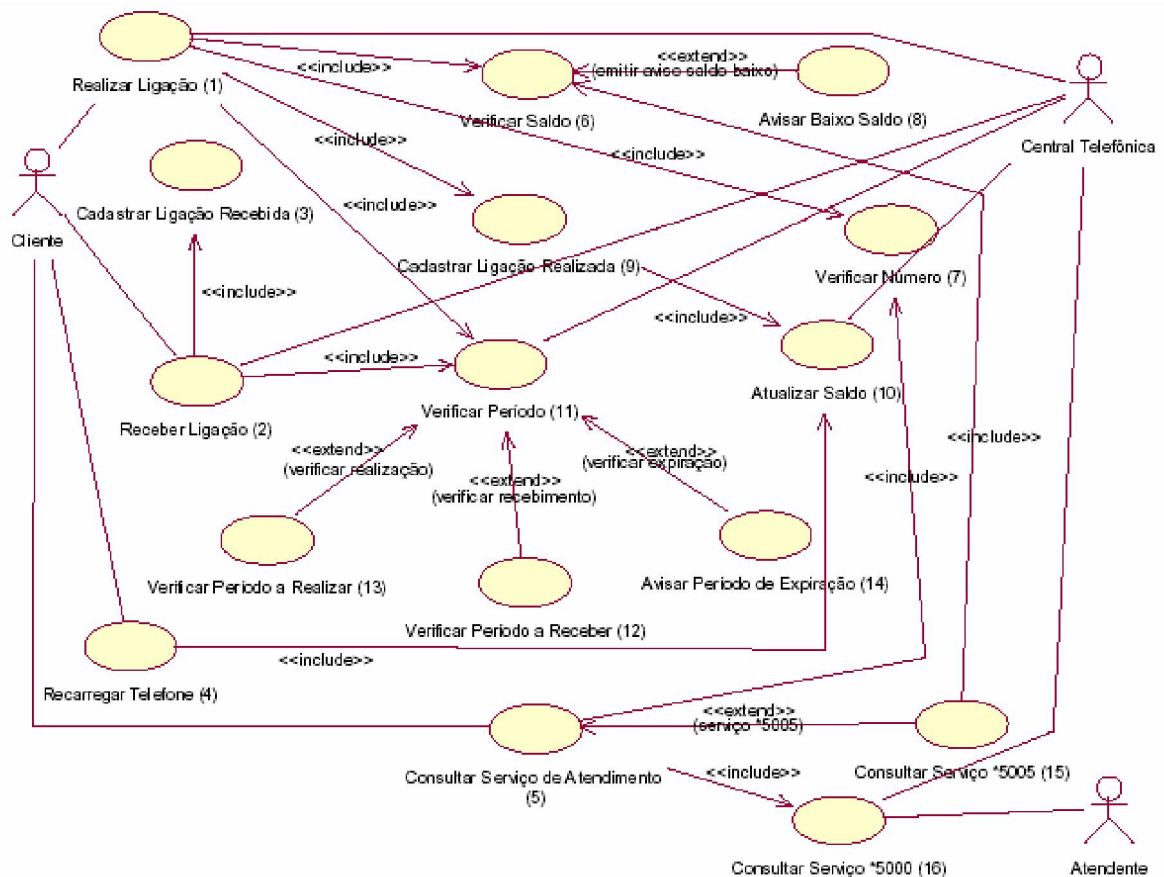 <<extend>>
(emitir aviso saldo baixo)
<<include>>
Realizar Ligação (1)
Verificar Saldo (6)
Avisar Baixo Saldo (8)
Central Telefônica
<<include>>
<<include>>
Cadastrar Ligação Recebida (3)
<<include>>
Cliente
Cadastrar Ligação Realizada (9)
Verificar Número (7)
<<include>>
<<include>>
<<include>>
Atualizar Saldo (10)
Receber Ligação (2)
Verificar Período (11)
<<include>>
<<extend>>
(verificar realização)
<<extend>>
(verificar expiração)
<<include>>
<<extend>>
(verificar recebimento)
Verificar Período a Realizar (13)
Avisar Período de Expiração (14)
Verificar Período a Receber (12)
<<include>>
Recarregar Telefone (4)
<<extend>>
(serviço *5005)
Consultar Serviço de Atendimento
(5)
<<include>>
Consultar Serviço *5005 (15)
Consultar Serviço *5000 (16)
Atendente